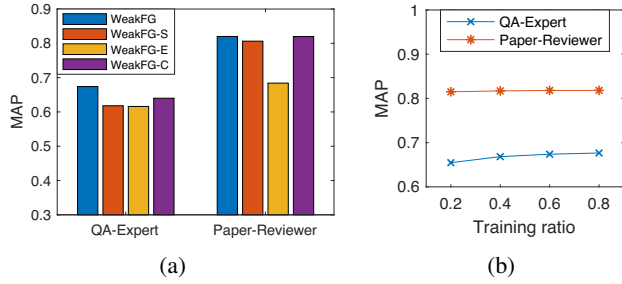 MAP
0.9
0.8
0.7
0.6
0.5
0.4
0.3
WeakFG
WeakFG-S
WeakFG-E
WeakFG-C
QA-Expert
Paper-Reviewer
(a)
MAP
1
0.9
0.8
0.7
0.6
QA-Expert
Paper-Reviewer
0.2
0.4
0.6
0.8
Training ratio
(b)